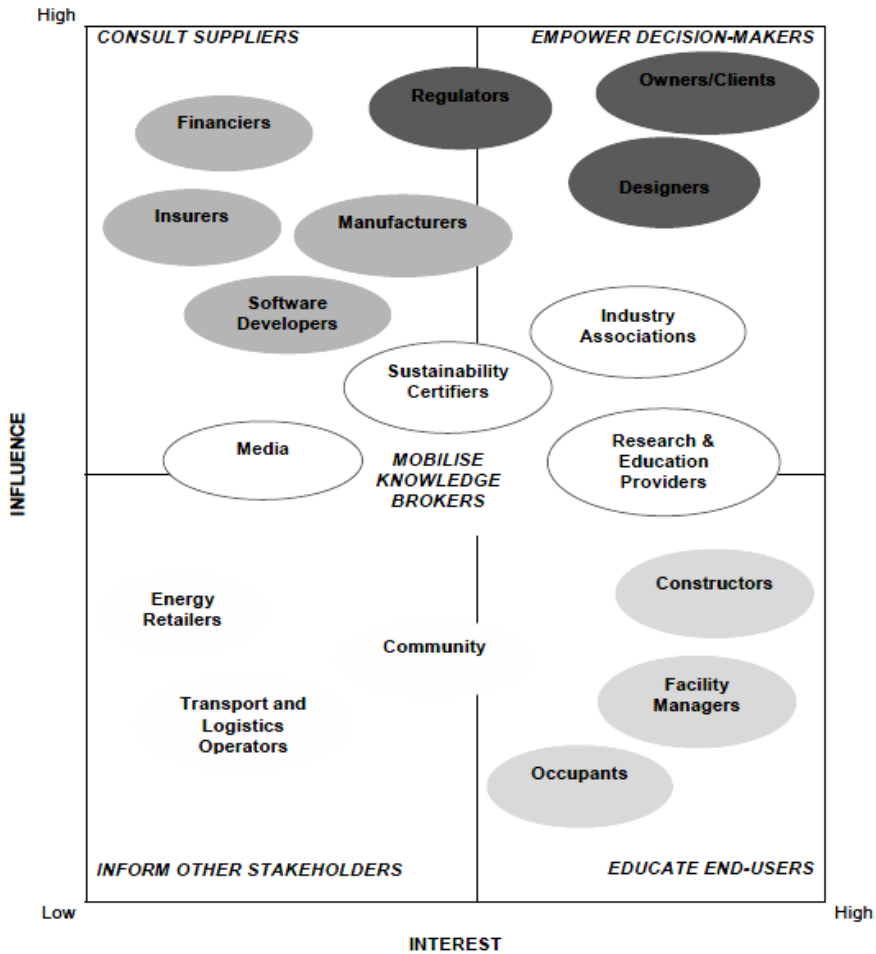 High
CONSULT SUPPLIERS
EMPOWER DECISION-MAKERS
Owners/Clients
Regulators
Financiers
Designers
Insurers
Manufacturers
Software
Developers
Industry
Associations
Sustainability
Certifiers
Media
Research &
Education
Providers
MOBILISE
KNOWLEDGE
BROKERS
INFLUENCE
Constructors
Energy
Retailers
Community
Facility
Managers
Transport and
Logistics
Operators
Occupants
INFORM OTHER STAKEHOLDERS
EDUCATE END-USERS
Low
High
INTEREST